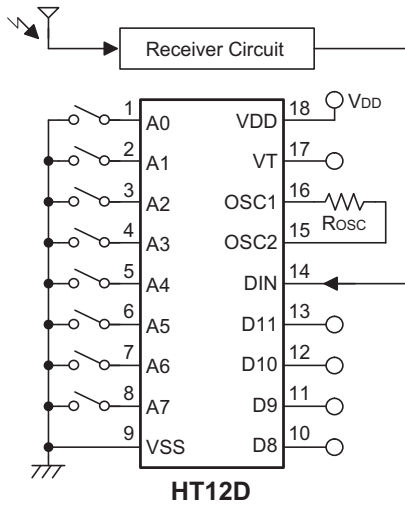 Receiver Circuit
1 A0
2 A1
3 A2
4 A3
5 A4
6 A5
7 A6
8 A7
9 VSS
VDD 18 VDD
VT 17
OSC1 16
ROSC
OSC2 15
DIN 14
D11 13
D10 12
D9 11
D8 10
HT12D